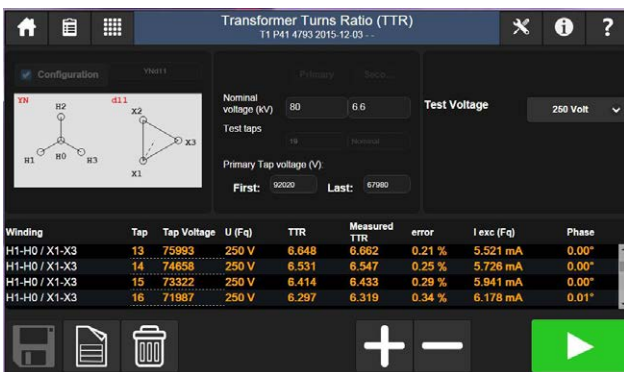 Transformer Turns Ratio (TTR)
T1 P41 4793 2015-12-03 - -
?
Configuration
YNd11
Primary
Seco...
YN
H2
H1
H0
H3
d11
X2
X3
X1
Nominal voltage (kV)
80
6.6
Test taps
19
Nominal
Primary Tap voltage (V):
First:
92020
Last:
67980
Test Voltage
250 Volt
Winding Tap Tap Voltage U (Fq) TTR Measured TTR error I exc (Fq) Phase
H1-H0 / X1-X3 13 75993 250 V 6.648 6.662 0.21 % 5.521 mA 0.00°
H1-H0 / X1-X3 14 74658 250 V 6.531 6.547 0.25 % 5.726 mA 0.00°
H1-H0 / X1-X3 15 73322 250 V 6.414 6.433 0.29 % 5.941 mA 0.00°
H1-H0 / X1-X3 16 71987 250 V 6.297 6.319 0.34 % 6.178 mA 0.01°